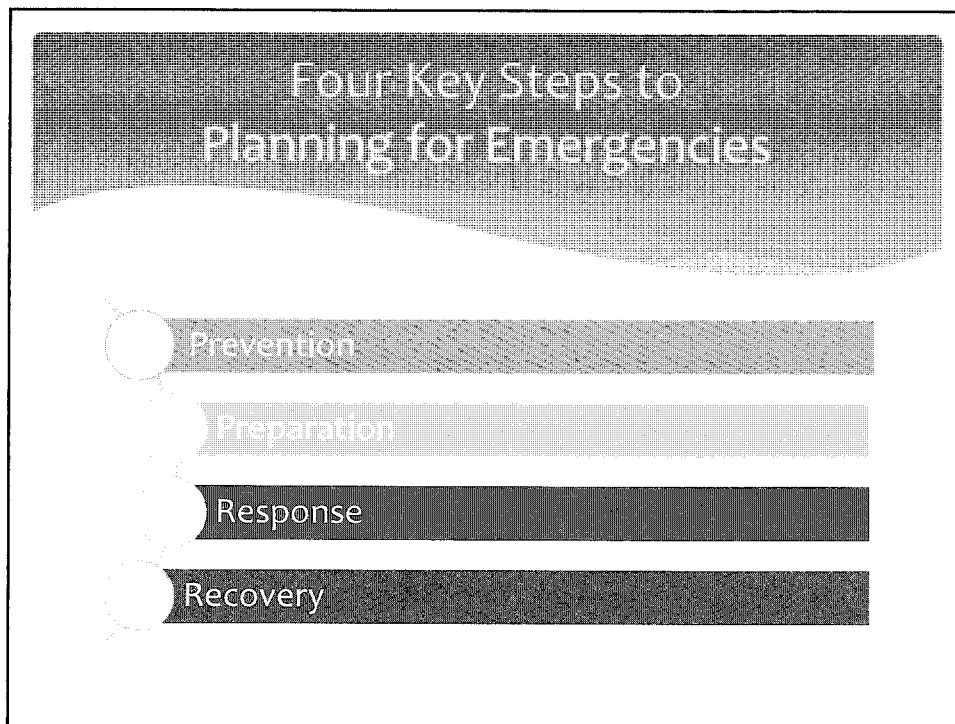 Four Key Steps to
Planning for Emergencies
Prevention
Preparation
Response
Recovery